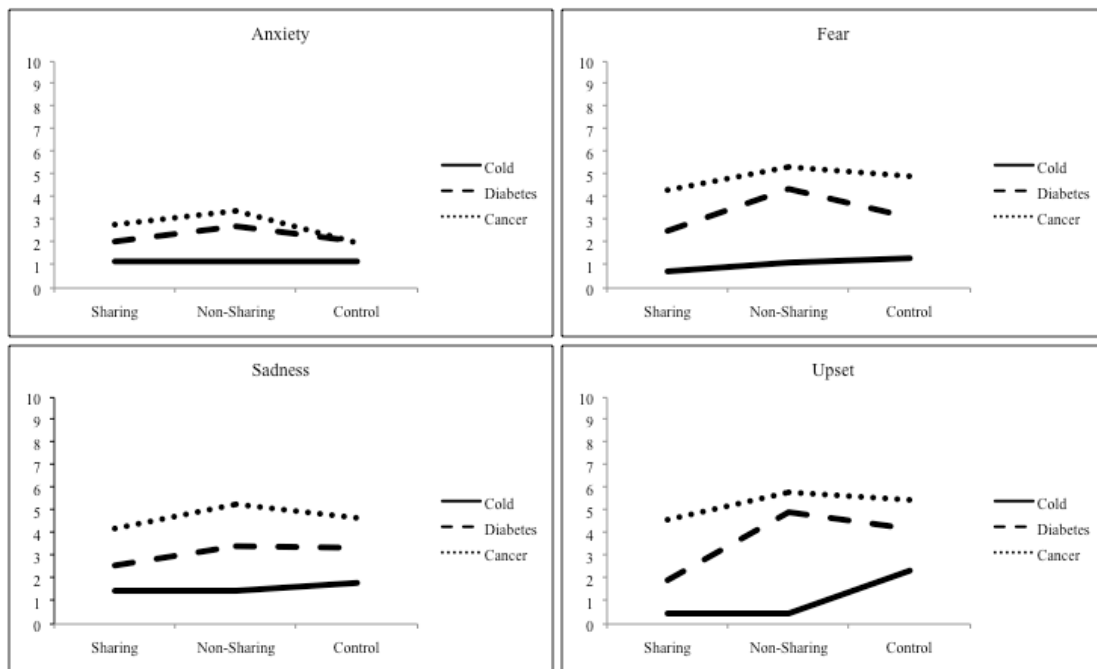 Anxiety
10
9
8
7
6
5
4
3
2
1
0
Sharing Non-Sharing Control
Cold
Diabetes
Cancer
Fear
10
9
8
7
6
5
4
3
2
1
0
Sharing Non-Sharing Control
Cold
Diabetes
Cancer
Sadness
10
9
8
7
6
5
4
3
2
1
0
Sharing Non-Sharing Control
Cold
Diabetes
Cancer
Upset
10
9
8
7
6
5
4
3
2
1
0
Sharing Non-Sharing Control
Cold
Diabetes
Cancer